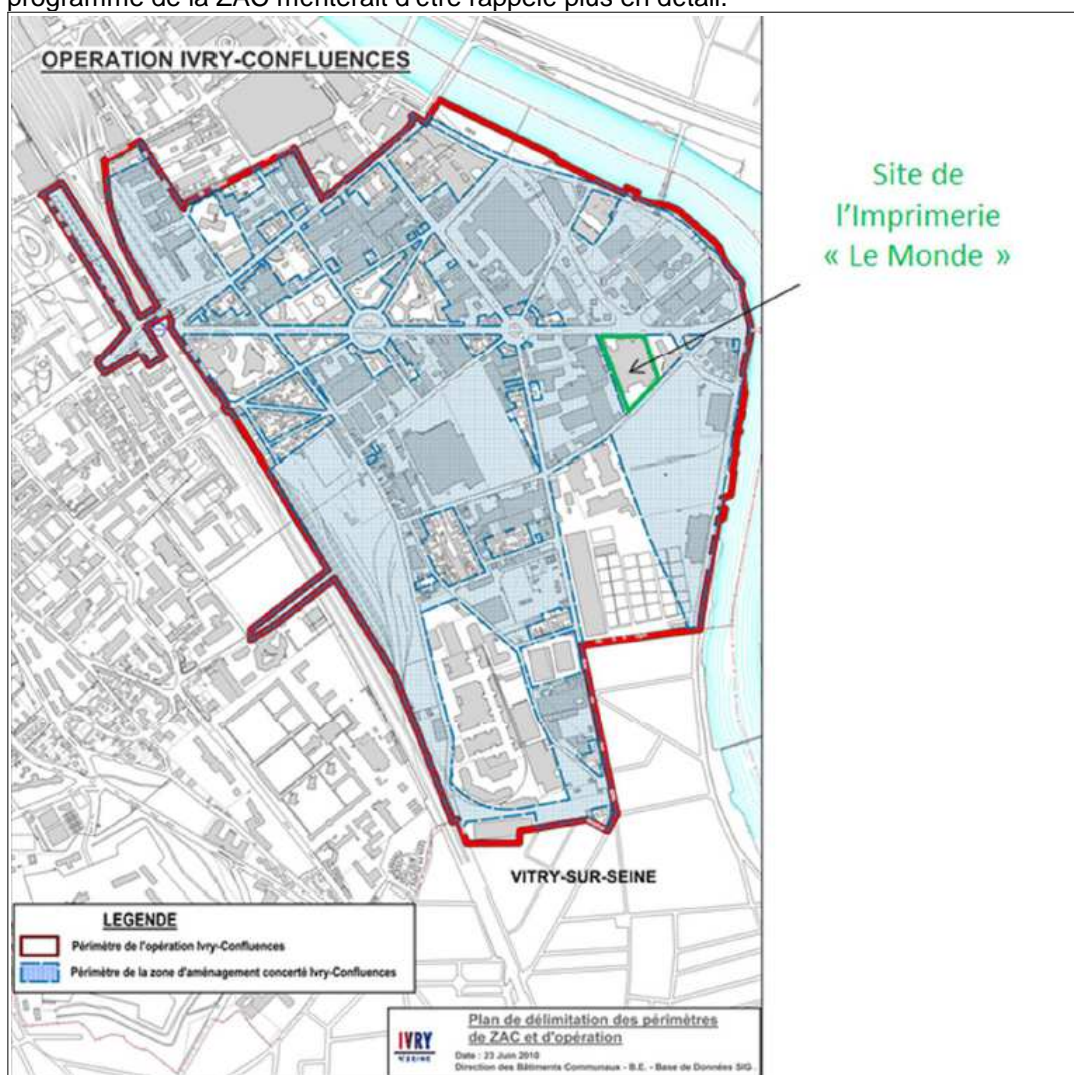 programme de la ZAC mériterait d'être rappelé plus en détail.
OPERATION IVRY-CONFLUENCES
Site de
l'Imprimerie
« Le Monde »
VITRY-SUR-SEINE
LEGENDE
Périmètre de l'opération Ivry-Confluences
Périmètre de la zone d'aménagement concerté Ivry-Confluences
IVRY
s/SEINE
Plan de délimitation des périmètres
de ZAC et d'opération
Date : 23 Juin 2010
Direction des Bâtiments Communaux - B.E. - Base de Données SIG